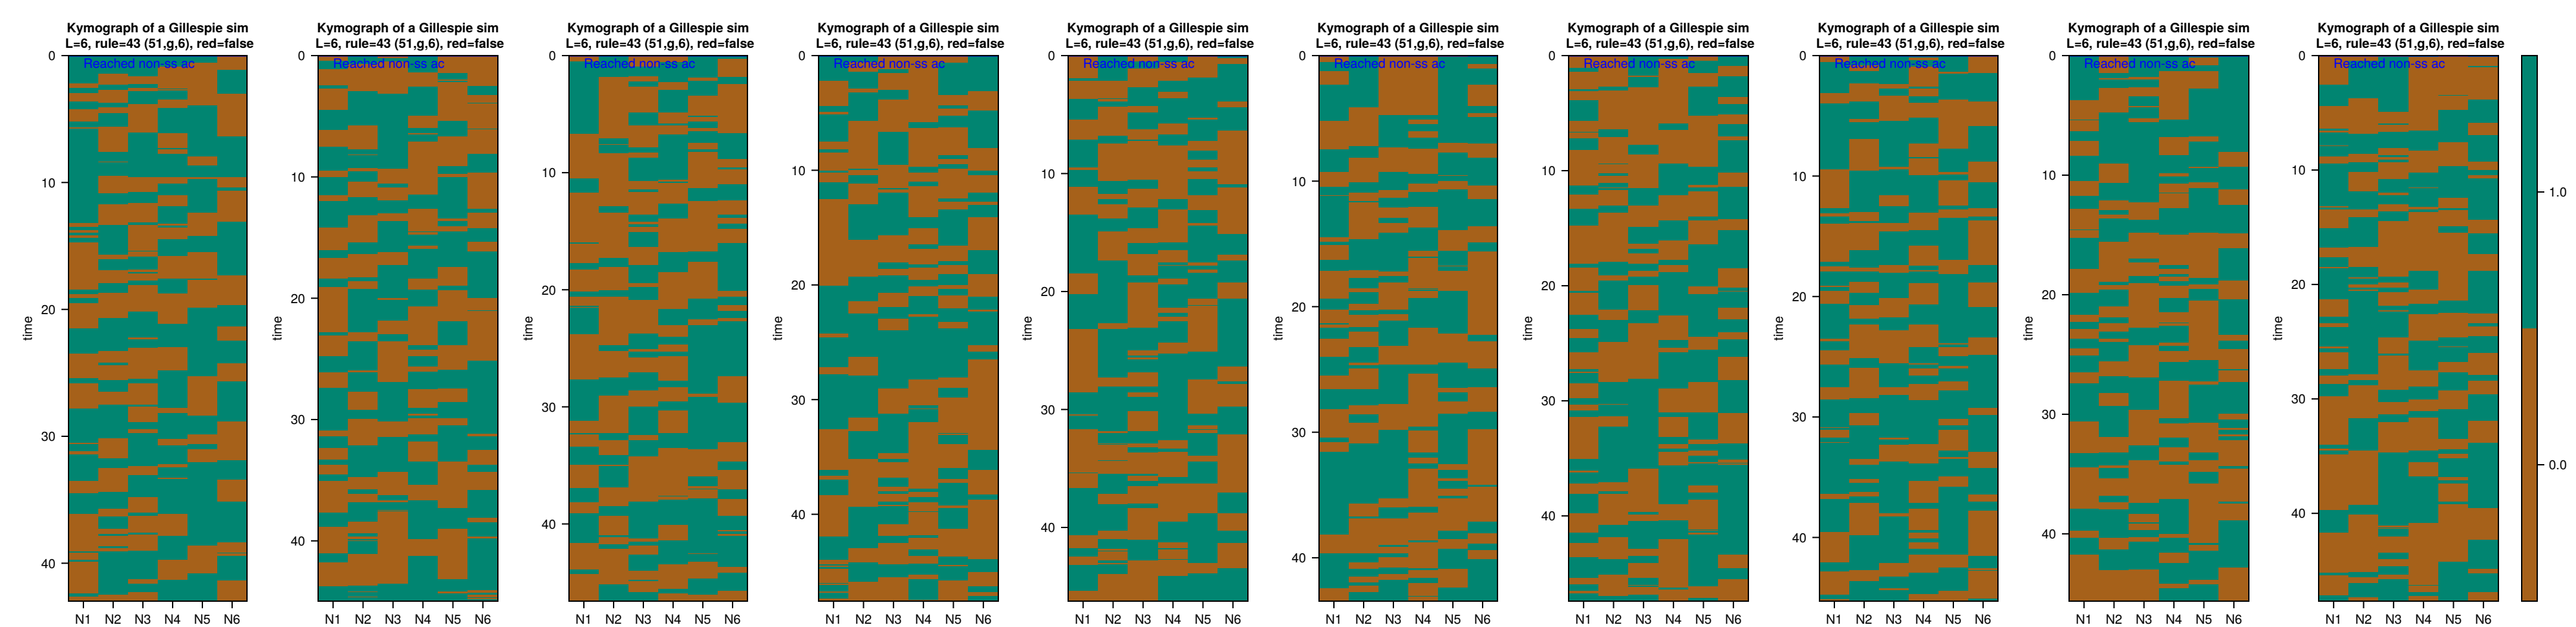 Kymograph of a Gillespie sim
L=6, rule=43 (51,g,6), red=false
Reached non-ss ac
time
0
10
20
30
40
N1 N2 N3 N4 N5 N6
Kymograph of a Gillespie sim
L=6, rule=43 (51,g,6), red=false
Reached non-ss ac
time
0
10
20
30
40
N1 N2 N3 N4 N5 N6
Kymograph of a Gillespie sim
L=6, rule=43 (51,g,6), red=false
Reached non-ss ac
time
0
10
20
30
40
N1 N2 N3 N4 N5 N6
Kymograph of a Gillespie sim
L=6, rule=43 (51,g,6), red=false
Reached non-ss ac
time
0
10
20
30
40
N1 N2 N3 N4 N5 N6
Kymograph of a Gillespie sim
L=6, rule=43 (51,g,6), red=false
Reached non-ss ac
time
0
10
20
30
40
N1 N2 N3 N4 N5 N6
Kymograph of a Gillespie sim
L=6, rule=43 (51,g,6), red=false
Reached non-ss ac
time
0
10
20
30
40
N1 N2 N3 N4 N5 N6
Kymograph of a Gillespie sim
L=6, rule=43 (51,g,6), red=false
Reached non-ss ac
time
0
10
20
30
40
N1 N2 N3 N4 N5 N6
Kymograph of a Gillespie sim
L=6, rule=43 (51,g,6), red=false
Reached non-ss ac
time
0
10
20
30
40
N1 N2 N3 N4 N5 N6
Kymograph of a Gillespie sim
L=6, rule=43 (51,g,6), red=false
Reached non-ss ac
time
0
10
20
30
40
N1 N2 N3 N4 N5 N6
Kymograph of a Gillespie sim
L=6, rule=43 (51,g,6), red=false
Reached non-ss ac
time
0
10
20
30
40
N1 N2 N3 N4 N5 N6
1.0
0.0